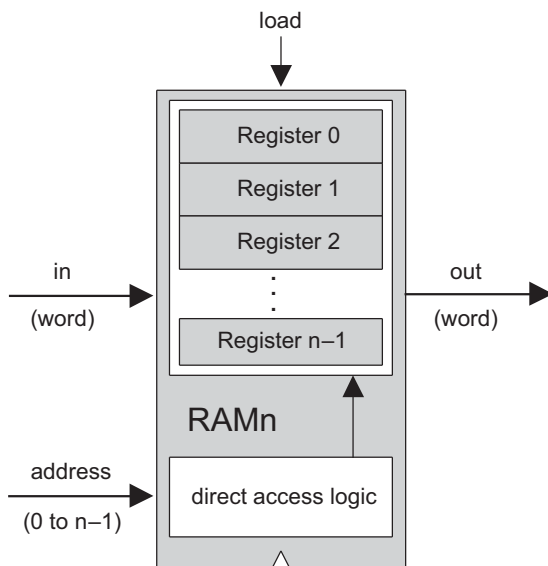 load
Register 0
Register 1
Register 2
in
(word)
out
(word)
Register n–1
RAMn
address
(0 to n–1)
direct access logic